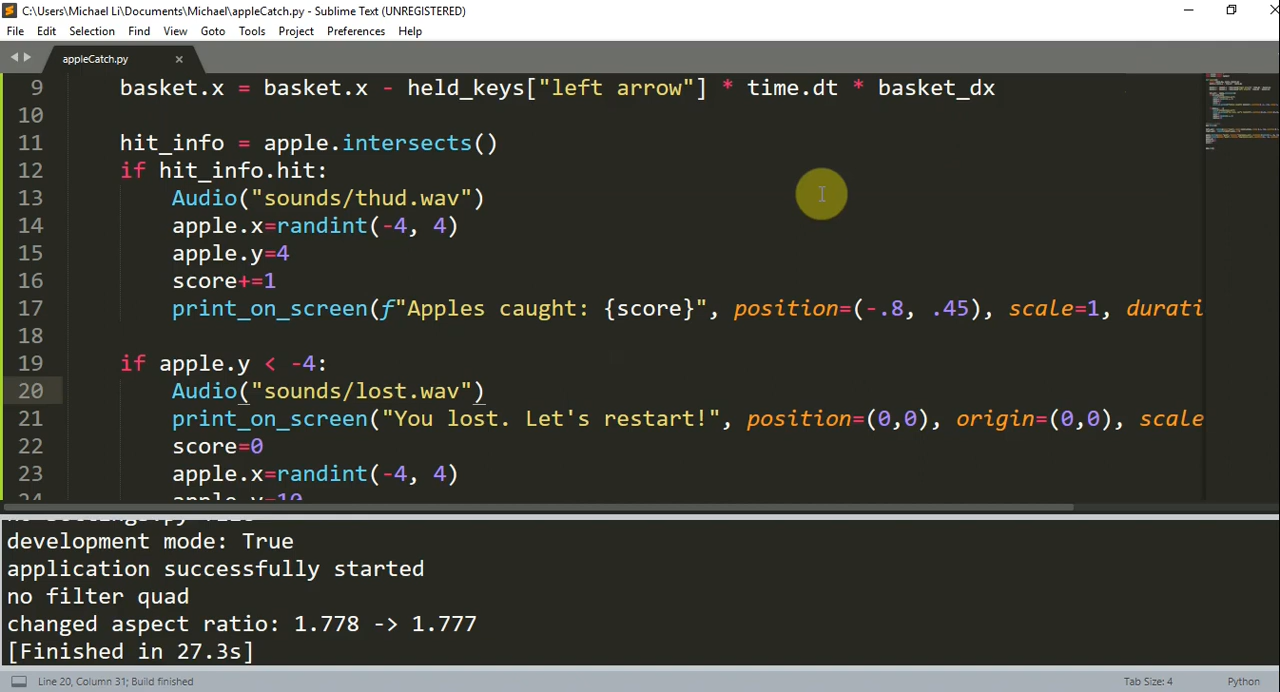 C:\Users\Michael Li\Documents\Michael\appleCatch.py - Sublime Text (UNREGISTERED)
File Edit Selection Find View Goto Tools Project Preferences Help
appleCatch.py
9 basket.x = basket.x - held_keys["left arrow"] * time.dt * basket_dx
10
11 hit_info = apple.intersects()
12 if hit_info.hit:
13 Audio("sounds/thud.wav")
14 apple.x=randint(-4, 4)
15 apple.y=4
16 score+=1
17 print_on_screen(f"Apples caught: {score}", position=(-.8, .45), scale=1, durati
18
19 if apple.y < -4:
20 Audio("sounds/lost.wav")
21 print_on_screen("You lost. Let's restart!", position=(0,0), origin=(0,0), scale
22 score=0
23 apple.x=randint(-4, 4)
24 apple.y=10
development mode: True
application successfully started
no filter quad
changed aspect ratio: 1.778 -> 1.777
[Finished in 27.3s]
Line 20, Column 31; Build finished
Tab Size: 4
Python